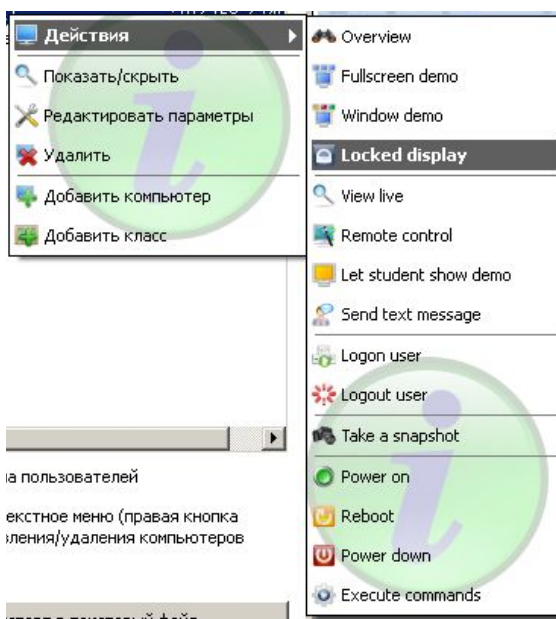 Действия
Показать/скрыть
Редактировать параметры
Удалить
Добавить компьютер
Добавить класс
Overview
Fullscreen demo
Window demo
Locked display
View live
Remote control
Let student show demo
Send text message
Logon user
Logout user
Take a snapshot
Power on
Reboot
Power down
Execute commands
на пользователей
екстное меню (правая кнопка
вления/удаления компьютеров